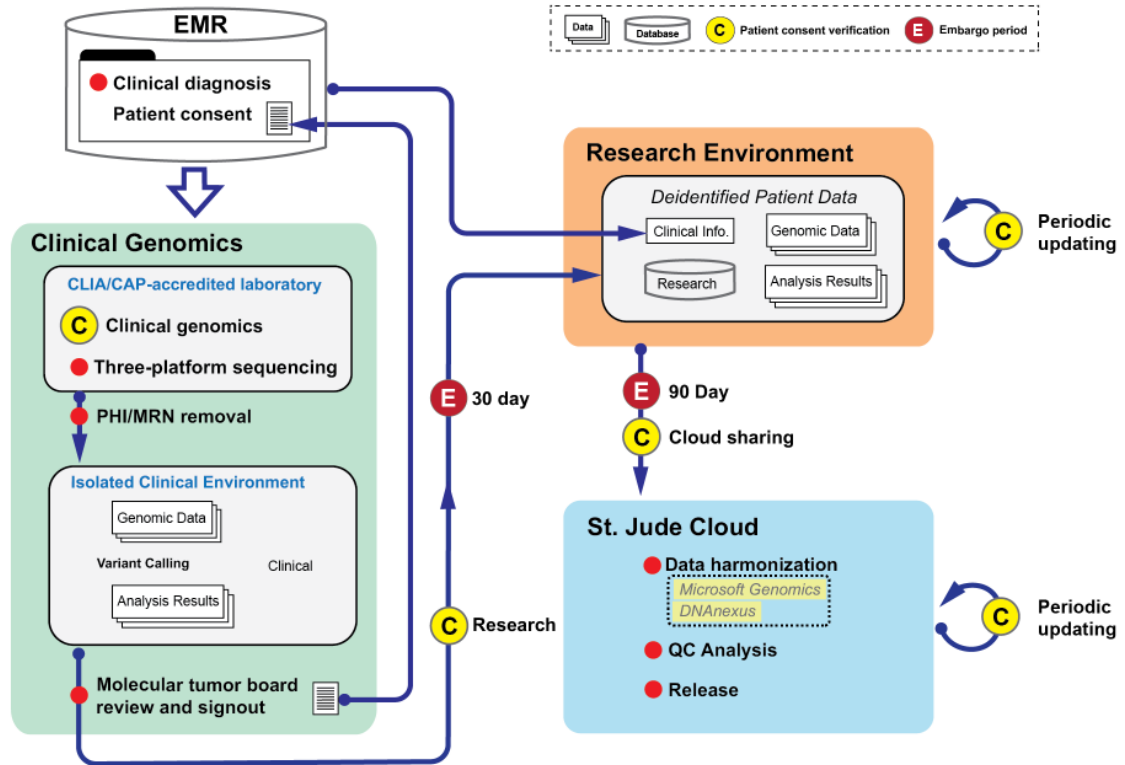 EMR
Clinical diagnosis
Patient consent
Data
Database
C
Patient consent verification
E
Embargo period
Clinical Genomics
CLIA/CAP-accredited laboratory
C
Clinical genomics
Three-platform sequencing
PHI/MRN removal
Isolated Clinical Environment
Genomic Data
Variant Calling
Clinical
Analysis Results
Molecular tumor board
review and signout
E
30 day
C
Research
Research Environment
Deidentified Patient Data
Clinical Info.
Genomic Data
Research
Analysis Results
C
Periodic
updating
E
90 Day
C
Cloud sharing
St. Jude Cloud
Data harmonization
Microsoft Genomics
DNAnexus
QC Analysis
Release
C
Periodic
updating